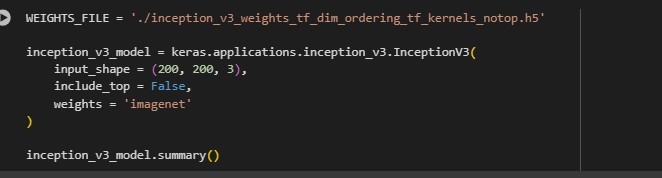 WEIGHTS_FILE = './inception_v3_weights_tf_dim_ordering_tf_kernels_notop.h5'
inception_v3_model = keras.applications.inception_v3.InceptionV3(
input_shape = (200, 200, 3),
include_top = False,
weights = 'imagenet'
)
inception_v3_model.summary()